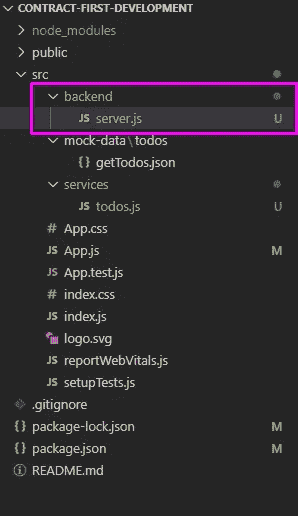 CONTRACT-FIRST-DEVELOPMENT
node_modules
public
src
backend
JS server.js U
mock-data\todos
{} getTodos.json
services
JS todos.js U
# App.css
JS App.js M
JS App.test.js
# index.css
JS index.js
logo.svg
JS reportWebVitals.js
JS setupTests.js
.gitignore
{} package-lock.json M
{} package.json M
README.md